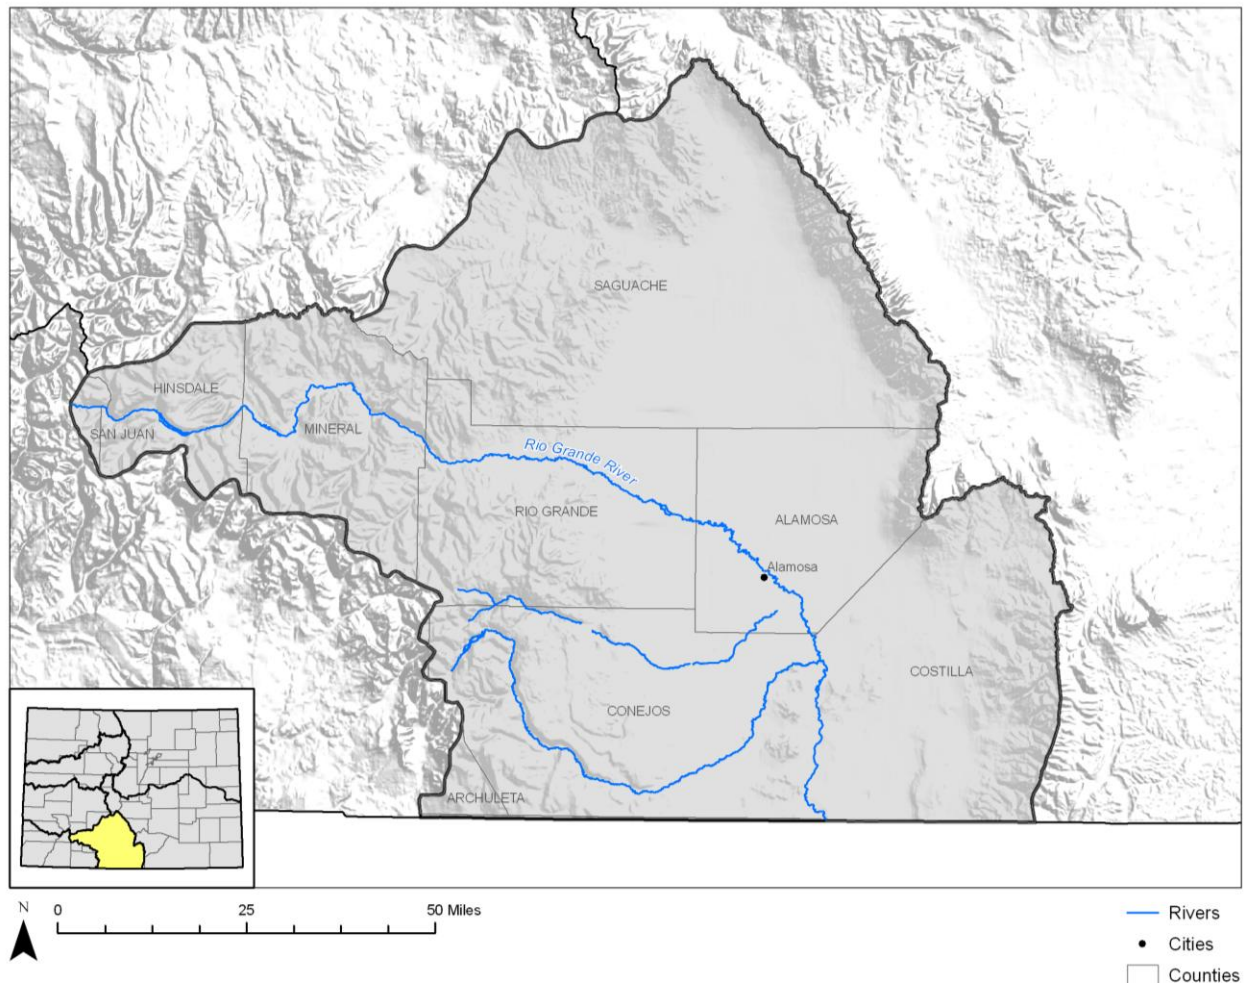 SAGUACHE
HINSDALE
SAN JUAN
MINERAL
Rio Grande River
RIO GRANDE
ALAMOSA
Alamosa
COSTILLA
CONEJOS
ARCHULETA
N
0 25 50 Miles
Rivers
Cities
Counties